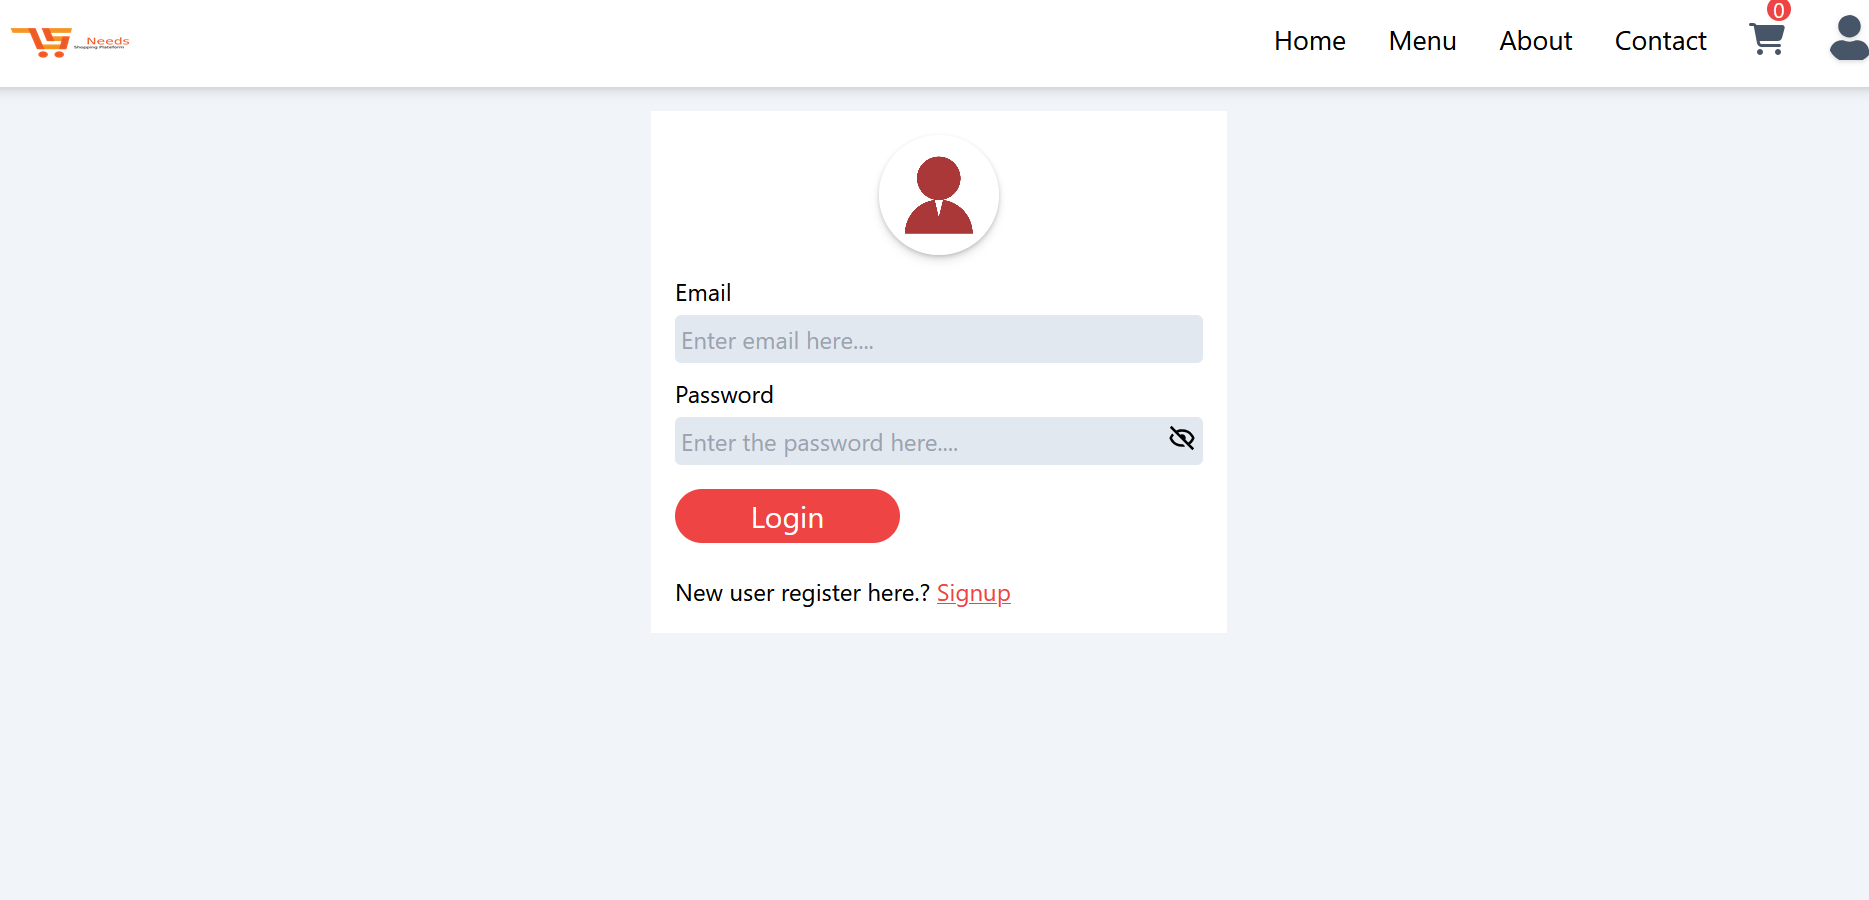 Needs
Shopping Plateform
Home Menu About Contact 0
Email
Enter email here....
Password
Enter the password here....
Login
New user register here.? Signup